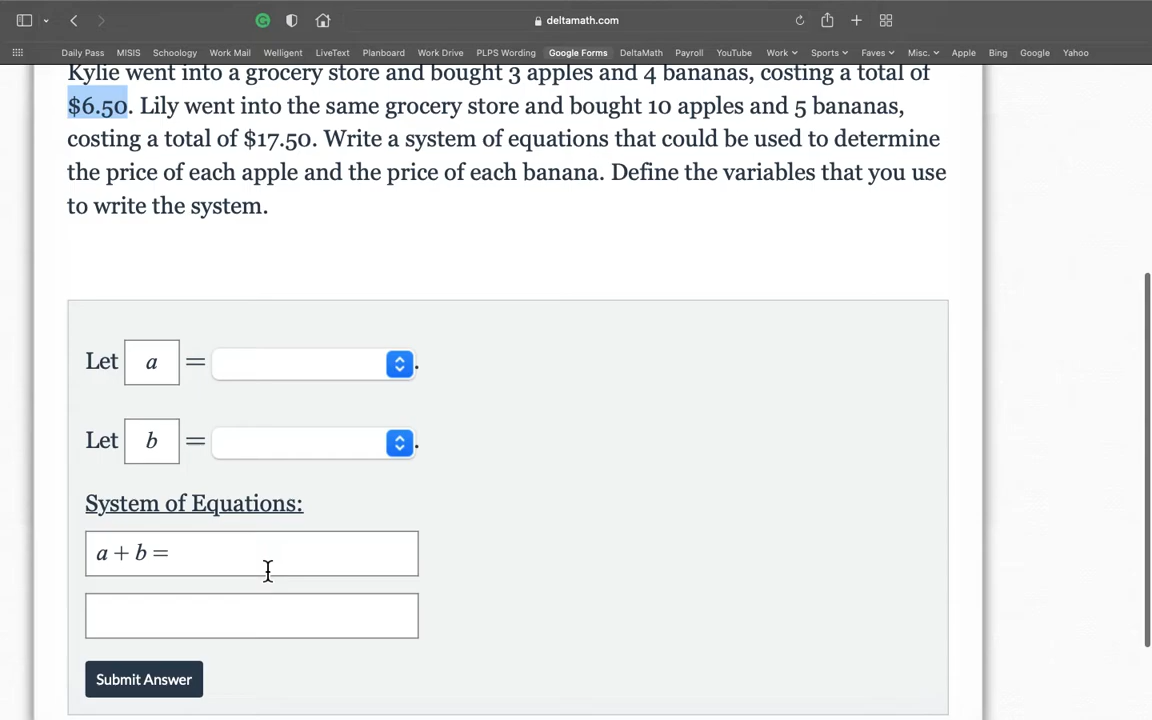 deltamath.com
Daily Pass MISIS Schoology Work Mail Welligent LiveText Planboard Work Drive PLPS Wording Google Forms DeltaMath Payroll YouTube Work Sports Faves Misc. Apple Bing Google Yahoo
Kylie went into a grocery store and bought 3 apples and 4 bananas, costing a total of
$6.50. Lily went into the same grocery store and bought 10 apples and 5 bananas,
costing a total of $17.50. Write a system of equations that could be used to determine
the price of each apple and the price of each banana. Define the variables that you use
to write the system.
Let a = .
Let b = .
System of Equations:
a + b =
Submit Answer